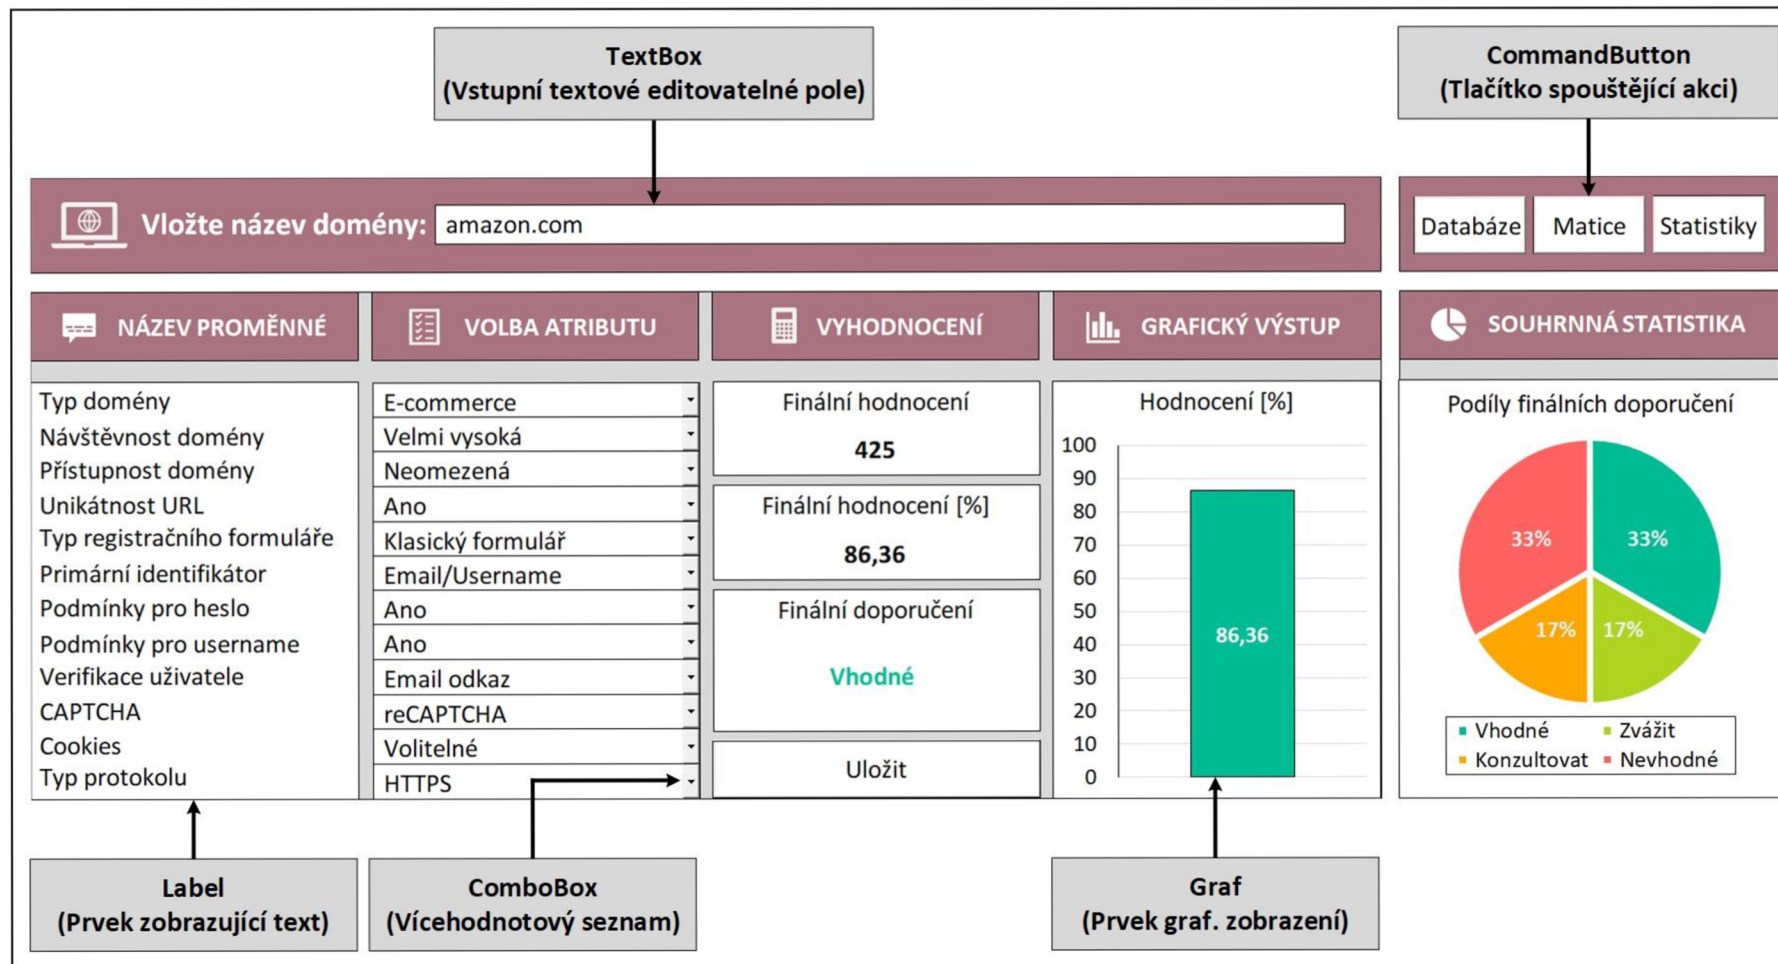 TextBox
(Vstupní textové editovatelné pole)
CommandButton
(Tlačítko spouštějící akci)
Vložte název domény:
amazon.com
Databáze
Matice
Statistiky
NÁZEV PROMĚNNÉ
VOLBA ATRIBUTU
VYHODNOCENÍ
GRAFICKÝ VÝSTUP
SOUHRNNÁ STATISTIKA
Typ domény
Návštěvnost domény
Přístupnost domény
Unikátnost URL
Typ registračního formuláře
Primární identifikátor
Podmínky pro heslo
Podmínky pro username
Verifikace uživatele
CAPTCHA
Cookies
Typ protokolu
E-commerce
Velmi vysoká
Neomezená
Ano
Klasický formulář
Email/Username
Ano
Ano
Email odkaz
reCAPTCHA
Volitelné
HTTPS
Finální hodnocení
425
Finální hodnocení [%]
86,36
Finální doporučení
Vhodné
Uložit
Hodnocení [%]
100
90
80
70
60
50
40
30
20
10
0
86,36
Podíly finálních doporučení
33%
33%
17%
17%
Vhodné
Zvážit
Konzultovat
Nevhodné
Label
(Prvek zobrazující text)
ComboBox
(Vícehodnotový seznam)
Graf
(Prvek graf. zobrazení)